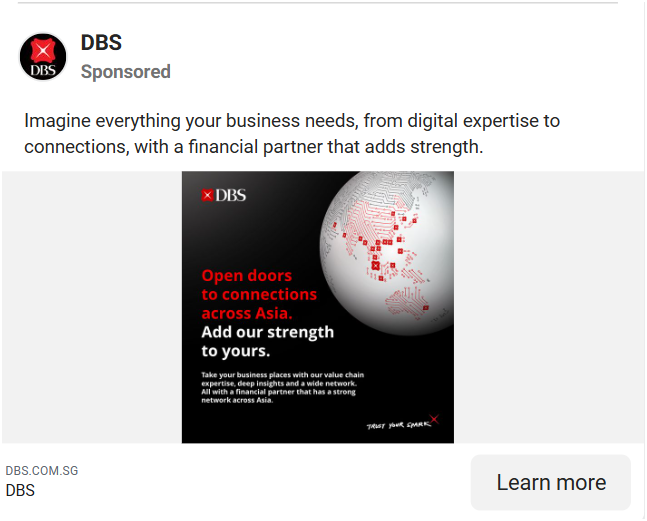 DBS
DBS
Sponsored
Imagine everything your business needs, from digital expertise to
connections, with a financial partner that adds strength.
DBS
Open doors
to connections
across Asia.
Add our strength
to yours.
Take your business places with our value chain
expertise, deep insights and a wide network.
All with a financial partner that has a strong
network across Asia.
TRUST YOUR SPARK
DBS.COM.SG
DBS
Learn more